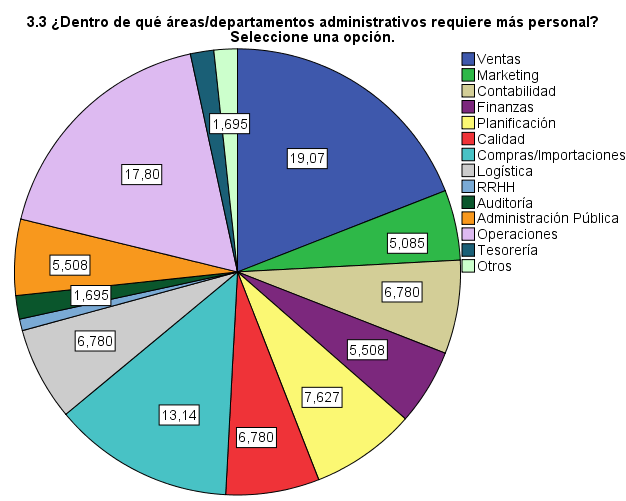 3.3 ¿Dentro de qué áreas/departamentos administrativos requiere más personal?
Seleccione una opción.
Ventas
Marketing
Contabilidad
Finanzas
Planificación
Calidad
Compras/Importaciones
Logística
RRHH
Auditoría
Administración Pública
Operaciones
Tesorería
Otros
1,695
19,07
17,80
5,085
5,508
6,780
1,695
6,780
5,508
7,627
13,14
6,780